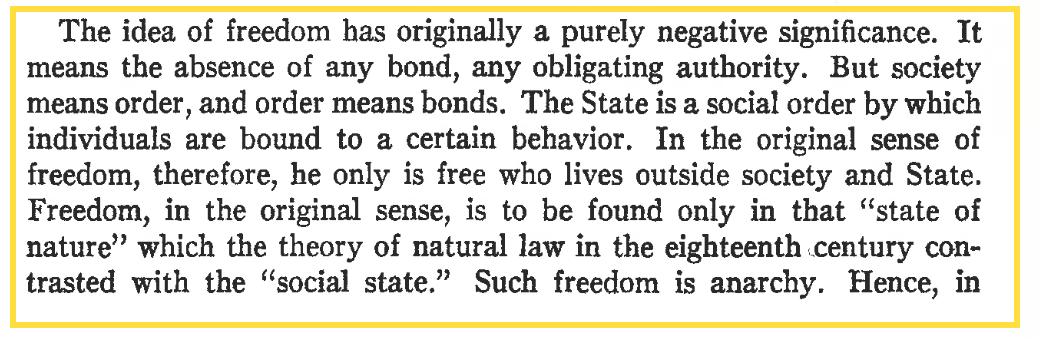 The idea of freedom has originally a purely negative significance. It
means the absence of any bond, any obligating authority. But society
means order, and order means bonds. The State is a social order by which
individuals are bound to a certain behavior. In the original sense of
freedom, therefore, he only is free who lives outside society and State.
Freedom, in the original sense, is to be found only in that “state of
nature” which the theory of natural law in the eighteenth century con-
trasted with the “social state.” Such freedom is anarchy. Hence, in